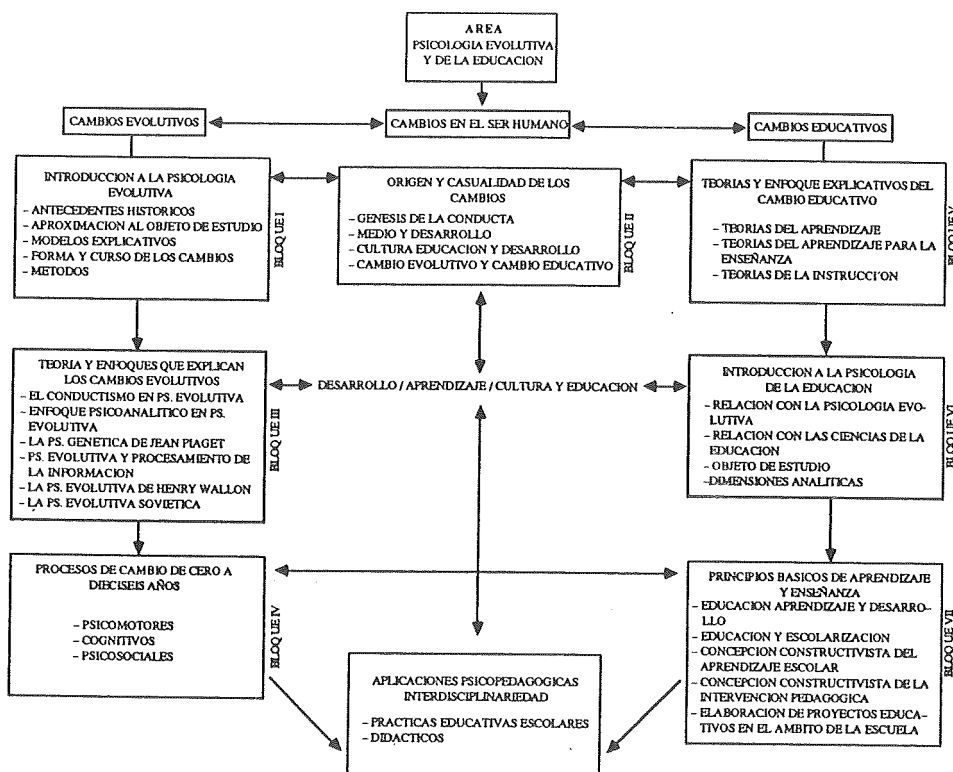 AREA
PSICOLOGIA EVOLUTIVA
Y DE LA EDUCACION
CAMBIOS EVOLUTIVOS
CAMBIOS EN EL SER HUMANO
CAMBIOS EDUCATIVOS
INTRODUCCION A LA PSICOLOGIA
EVOLUTIVA
– ANTECEDENTES HISTORICOS
– APROXIMACION AL OBJETO DE ESTUDIO
– MODELOS EXPLICATIVOS
– FORMA Y CURSO DE LOS CAMBIOS
– METODOS
BLOQUE I
ORIGEN Y CASUALIDAD DE LOS
CAMBIOS
– GENESIS DE LA CONDUCTA
– MEDIO Y DESARROLLO
– CULTURA EDUCACION Y DESARROLLO
– CAMBIO EVOLUTIVO Y CAMBIO EDUCATIVO
BLOQUE II
TEORIAS Y ENFOQUE EXPLICATIVOS DEL
CAMBIO EDUCATIVO
– TEORIAS DEL APRENDIZAJE
– TEORIAS DEL APRENDIZAJE PARA LA
ENSEÑANZA
– TEORIAS DE LA INSTRUCCIÓN
BLOQUE V
TEORIA Y ENFOQUES QUE EXPLICAN
LOS CAMBIOS EVOLUTIVOS
– EL CONDUCTISMO EN PS. EVOLUTIVA
– ENFOQUE PSICOANALITICO EN PS.
EVOLUTIVA
– LA PS. GENETICA DE JEAN PIAGET
– PS. EVOLUTIVA Y PROCESAMIENTO DE
LA INFORMACION
– LA PS. EVOLUTIVA DE HENRY WALLON
– LA PS. EVOLUTIVA SOVIETICA
BLOQUE III
DESARROLLO / APRENDIZAJE / CULTURA Y EDUCACION
INTRODUCCION A LA PSICOLOGIA
DE LA EDUCACION
– RELACION CON LA PSICOLOGIA EVO-
LUTIVA
– RELACION CON LAS CIENCIAS DE LA
EDUCACION
– OBJETO DE ESTUDIO
– DIMENSIONES ANALITICAS
BLOQUE VI
PROCESOS DE CAMBIO DE CERO A
DIECISEIS AÑOS
– PSICOMOTORES
– COGNITIVOS
– PSICOSOCIALES
BLOQUE IV
APLICACIONES PSICOPEDAGOGICAS
INTERDISCIPLINARIEDAD
– PRACTICAS EDUCATIVAS ESCOLARES
– DIDACTICOS
PRINCIPIOS BASICOS DE APRENDIZAJE
Y ENSEÑANZA
– EDUCACION APRENDIZAJE Y DESARRO-
LLO
– EDUCACION Y ESCOLARIZACION
– CONCEPCION CONSTRUCTIVISTA DEL
APRENDIZAJE ESCOLAR
– CONCEPCION CONSTRUCTIVISTA DE LA
INTERVENCION PEDAGOGICA
– ELABORACION DE PROYECTOS EDUCA-
TIVOS EN EL AMBITO DE LA ESCUELA
BLOQUE VII